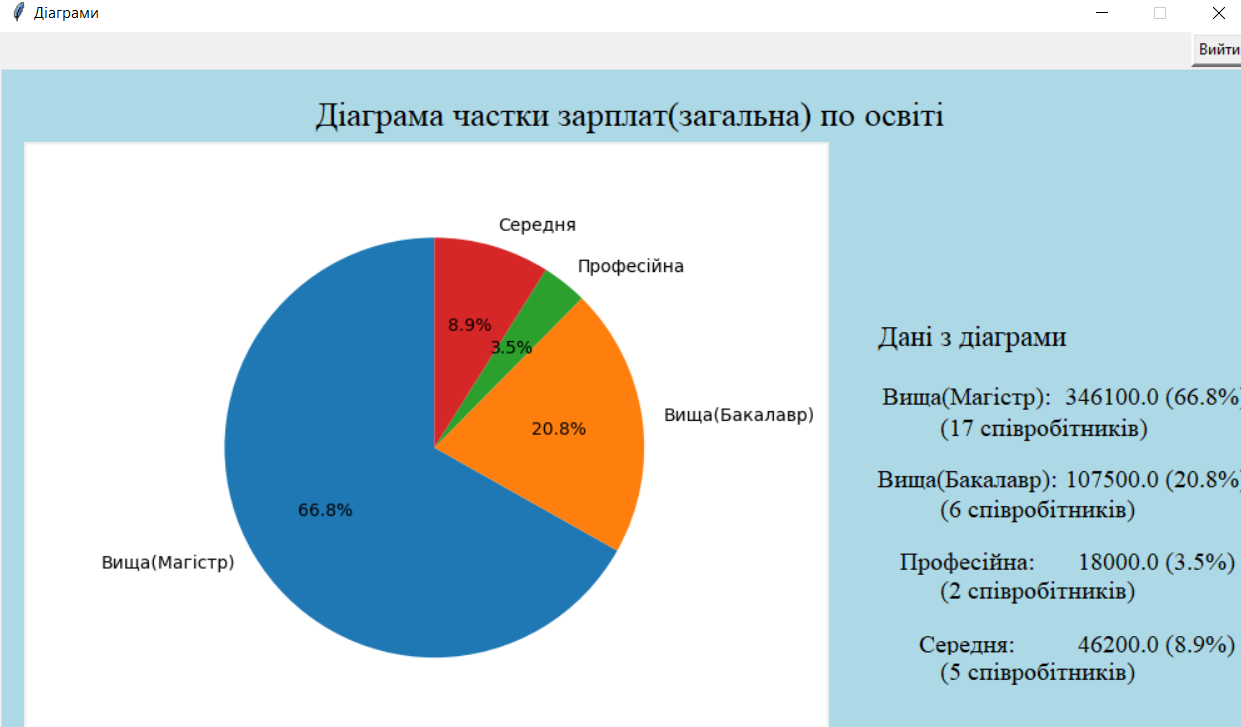 Діаграми
Вийти
Діаграма частки зарплат(загальна) по освіті
Середня
Професійна
8.9%
3.5%
Вища(Бакалавр)
20.8%
66.8%
Вища(Магістр)
Дані з діаграми
Вища(Магістр): 346100.0 (66.8%)
(17 співробітників)
Вища(Бакалавр): 107500.0 (20.8%)
(6 співробітників)
Професійна: 18000.0 (3.5%)
(2 співробітників)
Середня: 46200.0 (8.9%)
(5 співробітників)